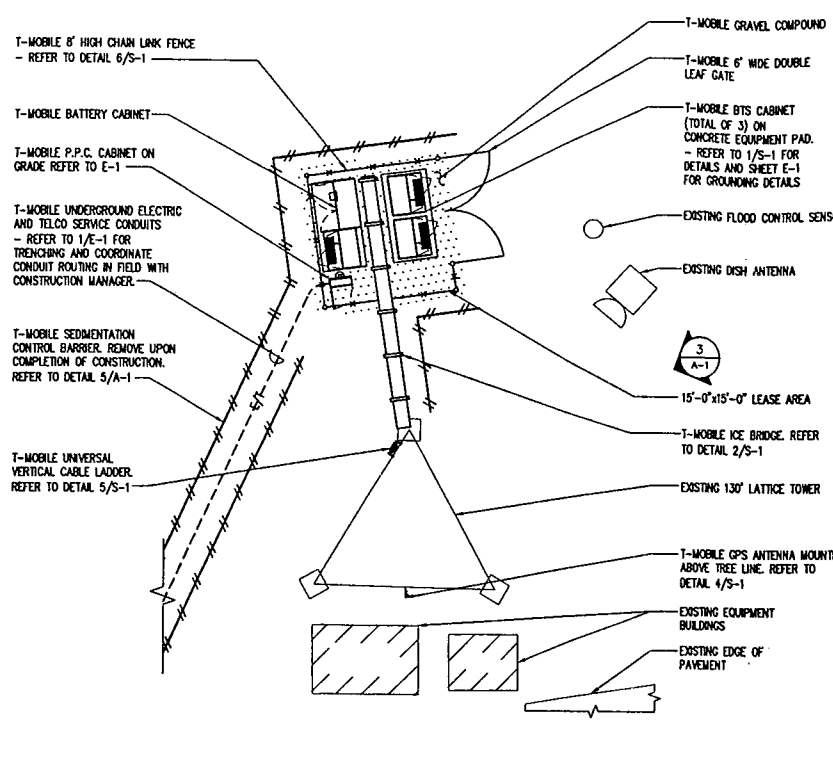 T-MOBILE 8' HIGH CHAIN LINK FENCE
- REFER TO DETAIL 6/S-1
T-MOBILE BATTERY CABINET
T-MOBILE P.P.C. CABINET ON
GRADE REFER TO E-1
T-MOBILE UNDERGROUND ELECTRIC
AND TELCO SERVICE CONDUITS
- REFER TO 1/E-1 FOR
TRENCHING AND COORDINATE
CONDUIT ROUTING IN FIELD WITH
CONSTRUCTION MANAGER.
T-MOBILE SEDIMENTATION
CONTROL BARRIER. REMOVE UPON
COMPLETION OF CONSTRUCTION.
REFER TO DETAIL 5/A-1
T-MOBILE UNIVERSAL
VERTICAL CABLE LADDER.
REFER TO DETAIL 5/S-1
T-MOBILE GRAVEL COMPOUND
T-MOBILE 6' WIDE DOUBLE
LEAF GATE
T-MOBILE BTS CABINET
(TOTAL OF 3) ON
CONCRETE EQUIPMENT PAD.
- REFER TO 1/S-1 FOR
DETAILS AND SHEET E-1
FOR GROUNDING DETAILS
EXISTING FLOOD CONTROL SENS
EXISTING DISH ANTENNA
3
A-1
15'-0"x15'-0" LEASE AREA
T-MOBILE ICE BRIDGE. REFER
TO DETAIL 2/S-1
EXISTING 130' LATTICE TOWER
T-MOBILE GPS ANTENNA MOUNT
ABOVE TREE LINE. REFER TO
DETAIL 4/S-1
EXISTING EQUIPMENT
BUILDINGS
EXISTING EDGE OF
PAVEMENT